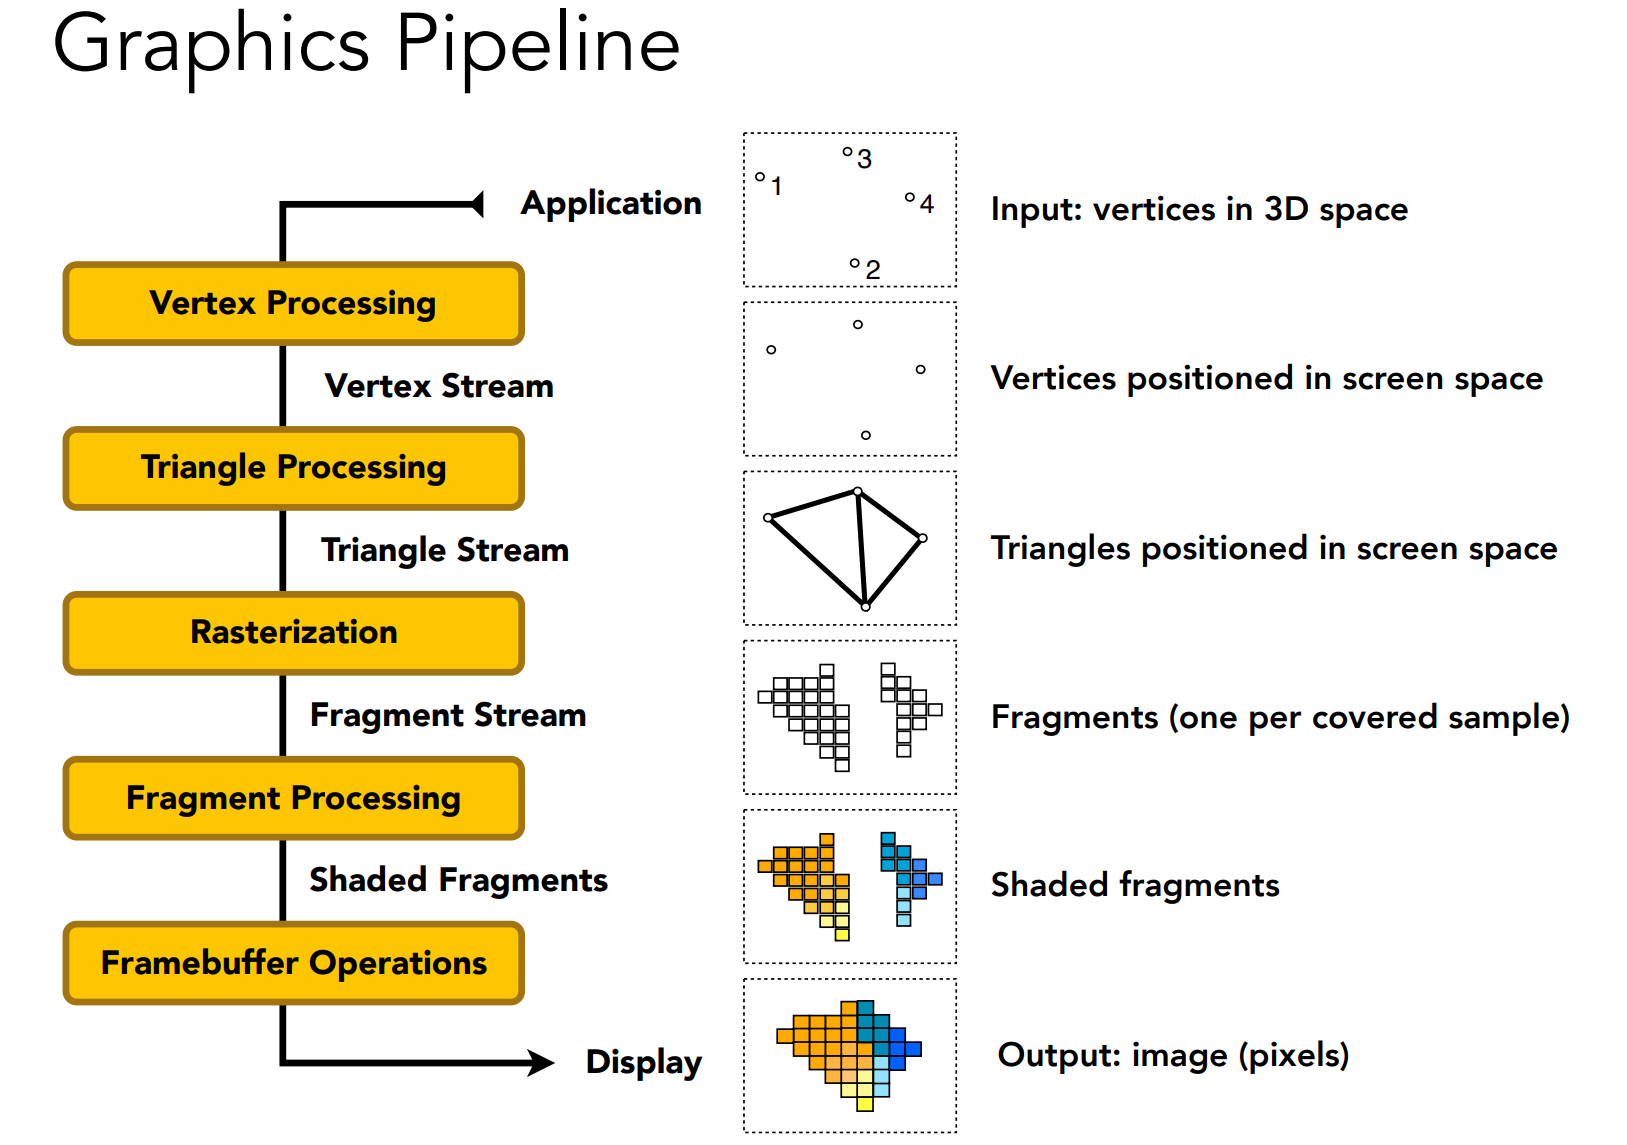 Graphics Pipeline
Application
Vertex Processing
Vertex Stream
Triangle Processing
Triangle Stream
Rasterization
Fragment Stream
Fragment Processing
Shaded Fragments
Framebuffer Operations
Display
3
1
4
2
Input: vertices in 3D space
Vertices positioned in screen space
Triangles positioned in screen space
Fragments (one per covered sample)
Shaded fragments
Output: image (pixels)